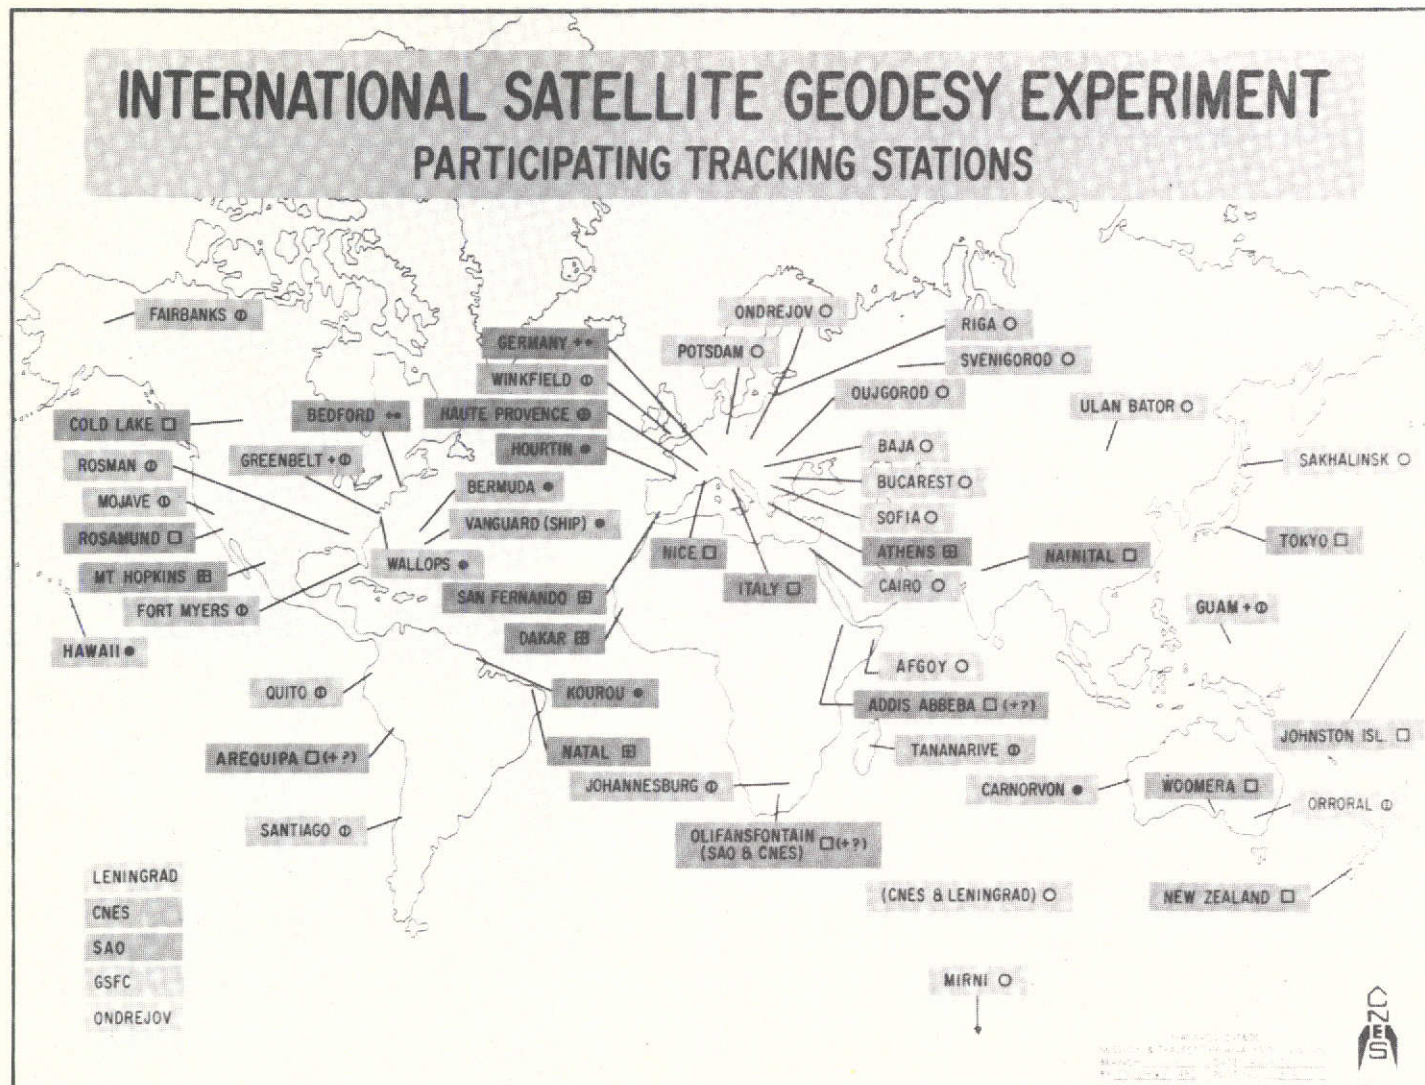 INTERNATIONAL SATELLITE GEODESY EXPERIMENT
PARTICIPATING TRACKING STATIONS
FAIRBANKS
ONDREJOV
RIGA
GERMANY +
POTSDAM
SVENIGOROD
WINKFIELD
OUJGOROD
ULAN BATOR
COLD LAKE
BEDFORD
HAUTE PROVENCE
HOURTIN
BAJA
ROSMAN
GREENBELT +
SAKHALINSK
BERMUDA
BUCAREST
MOJAVE
VANGUARD (SHIP)
SOFIA
ROSAMUND
TOKYO
NICE
ATHENS
NAINITAL
WALLOPS
MT HOPKINS
SAN FERNANDO
ITALY
CAIRO
FORT MYERS
GUAM +
DAKAR
HAWAII
AFGOY
QUITO
KOUROU
ADDIS ABBEBA (+?)
JOHNSTON ISL.
AREQUIPA (+?)
NATAL
TANANARIVE
JOHANNESBURG
CARNORVON
WOOMERA
ORRORAL
SANTIAGO
OLIFANSFONTAIN (+?)
(SAO & CNES)
LENINGRAD
(CNES & LENINGRAD)
NEW ZEALAND
CNES
SAO
GSFC
MIRNI
ONDREJOV
CNES